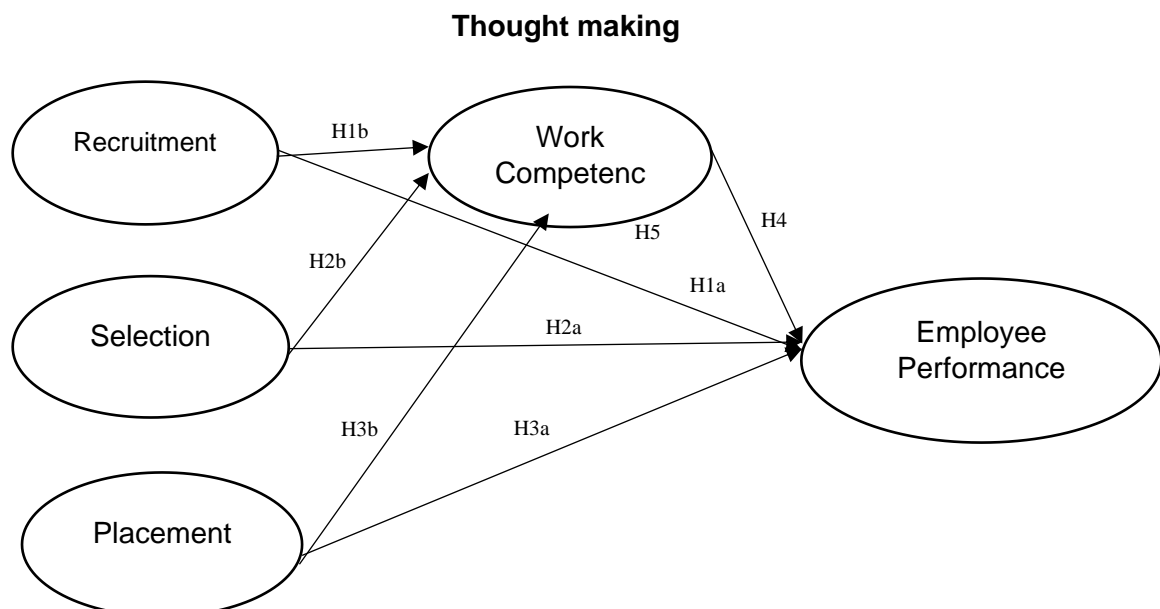 Thought making
Recruitment
H1b
Work
Competenc
H5
H4
H2b
H1a
Selection
H2a
Employee
Performance
H3b
H3a
Placement